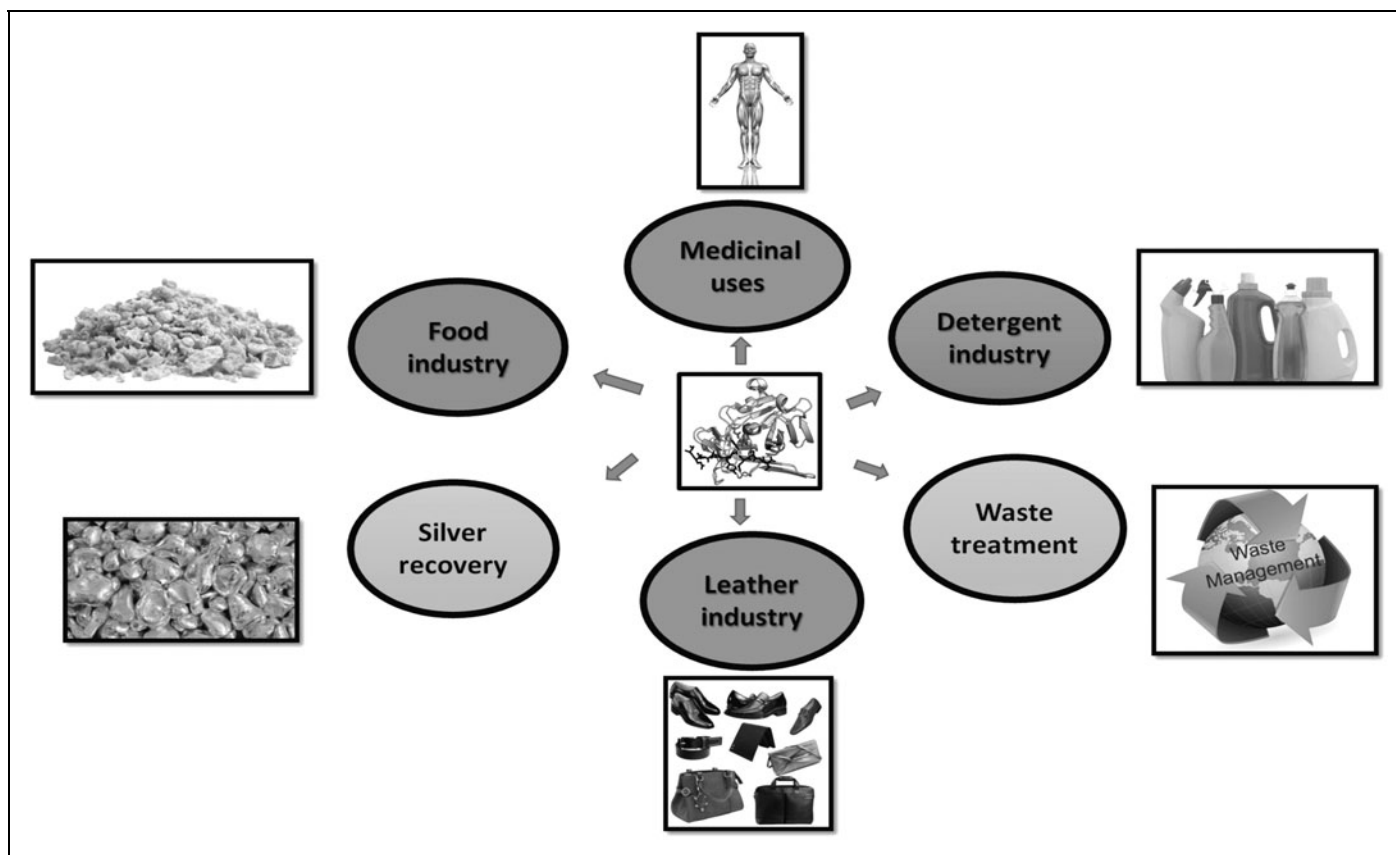 Medicinal
uses
Food
industry
Detergent
industry
Silver
recovery
Waste
treatment
Waste
Management
Leather
industry